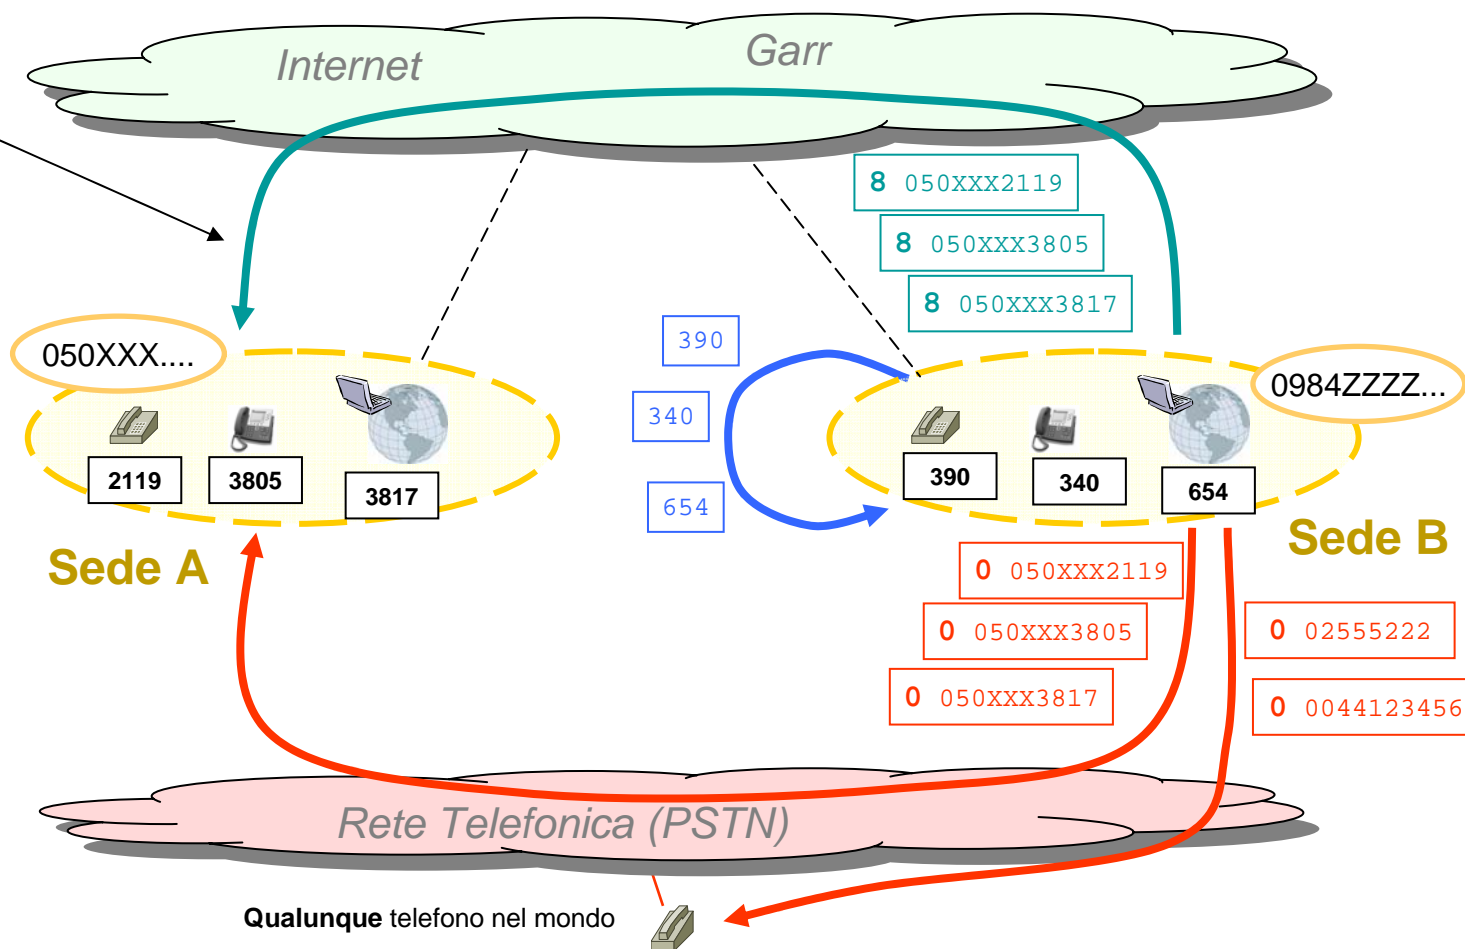 Internet
Garr
8 050XXX2119
8 050XXX3805
8 050XXX3817
050XXX....
390
340
654
0984ZZZZ...
2119
3805
3817
390
340
654
Sede A
Sede B
0 050XXX2119
0 050XXX3805
0 050XXX3817
0 02555222
0 0044123456
Rete Telefonica (PSTN)
Qualunque telefono nel mondo